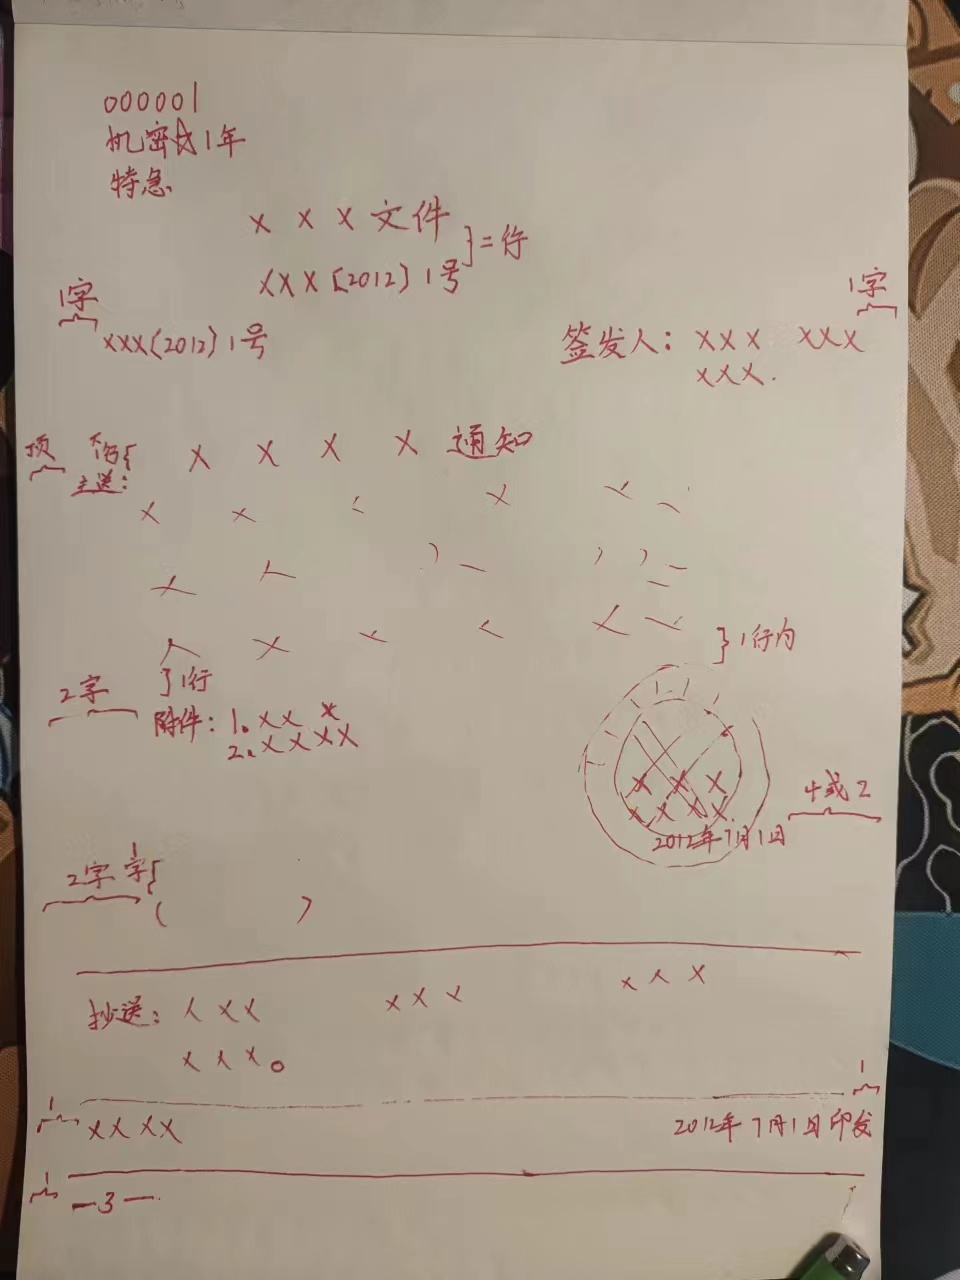 000001
机密☆1年
特急
× × × 文件
}=行
×××〔2012〕1号
1字
1字
×××〔2012〕1号
签发人： ××× ×××
×××.
顶
× × × × 通知
主送：
}1行内
}1行
2字
附件：1.×× ×
2.××××
× × ×
×× ××
4或2
2012年7月1日
2字 1字{
( )
抄送：××× ××× ×××
×××。
1
1
××××
2012年7月1日印发
1
—3—